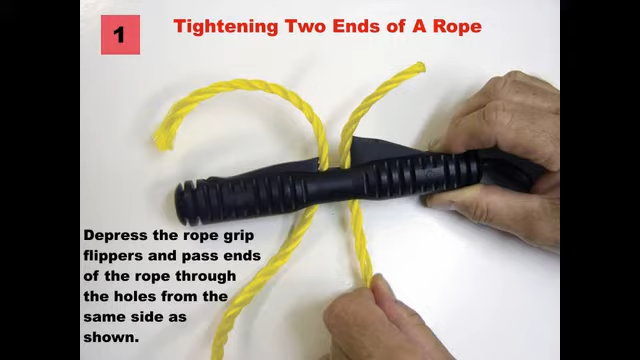 1
Tightening Two Ends of A Rope
Depress the rope grip
flippers and pass ends
of the rope through
the holes from the
same side as
shown.